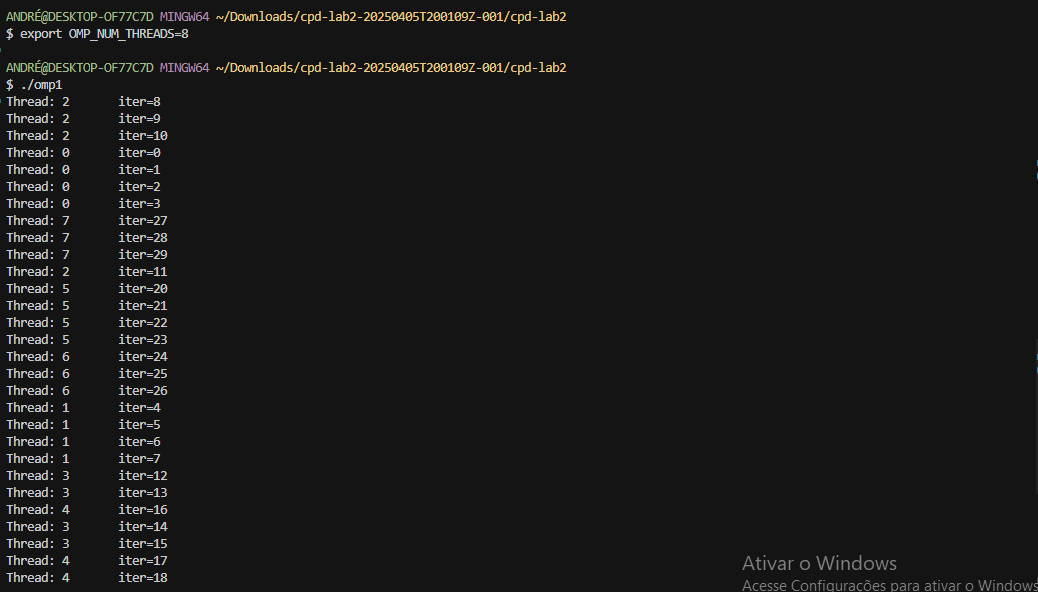 ANDRÉ@DESKTOP-OF77C7D MINGW64 ~/Downloads/cpd-lab2-20250405T200109Z-001/cpd-lab2
$ export OMP_NUM_THREADS=8
ANDRÉ@DESKTOP-OF77C7D MINGW64 ~/Downloads/cpd-lab2-20250405T200109Z-001/cpd-lab2
$ ./omp1
Thread: 2 iter=8
Thread: 2 iter=9
Thread: 2 iter=10
Thread: 0 iter=0
Thread: 0 iter=1
Thread: 0 iter=2
Thread: 0 iter=3
Thread: 7 iter=27
Thread: 7 iter=28
Thread: 7 iter=29
Thread: 2 iter=11
Thread: 5 iter=20
Thread: 5 iter=21
Thread: 5 iter=22
Thread: 5 iter=23
Thread: 6 iter=24
Thread: 6 iter=25
Thread: 6 iter=26
Thread: 1 iter=4
Thread: 1 iter=5
Thread: 1 iter=6
Thread: 1 iter=7
Thread: 3 iter=12
Thread: 3 iter=13
Thread: 4 iter=16
Thread: 3 iter=14
Thread: 3 iter=15
Thread: 4 iter=17
Thread: 4 iter=18
Ativar o Windows
Acesse Configurações para ativar o Windows